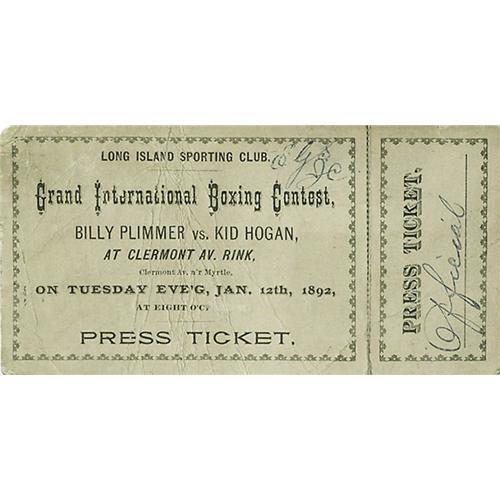 LONG ISLAND SPORTING CLUB.
Grand International Boxing Contest,
BILLY PLIMMER vs. KID HOGAN,
AT CLERMONT AV. RINK,
Clermont Av. n'r Myrtle,
ON TUESDAY EVE'G, JAN. 12th, 1892,
AT EIGHT O'C
PRESS TICKET.
PRESS TICKET.
Official